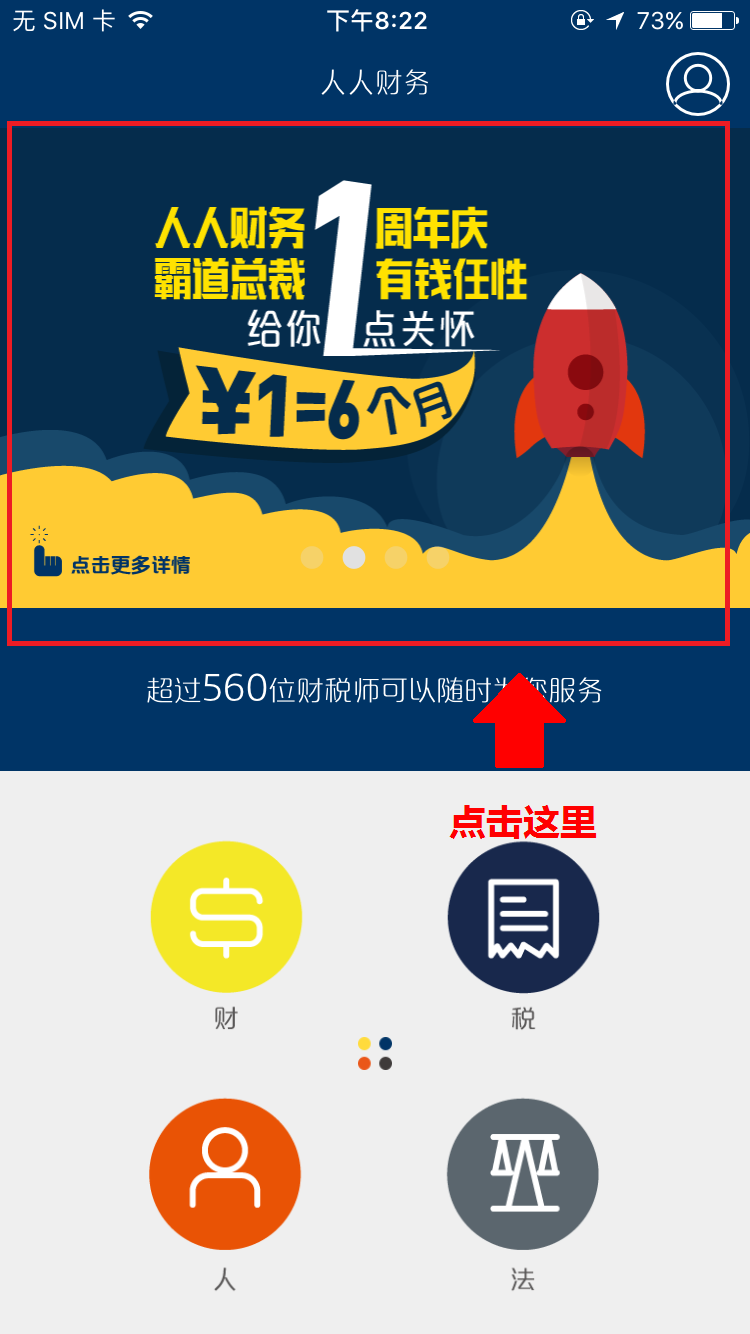 无 SIM 卡 下午8:22 73%
人人财务
人人财务1周年庆
霸道总裁 有钱任性
给你 点关怀
¥1=6个月
点击更多详情
超过560位财税师可以随时为您服务
点击这里
财 税
人 法